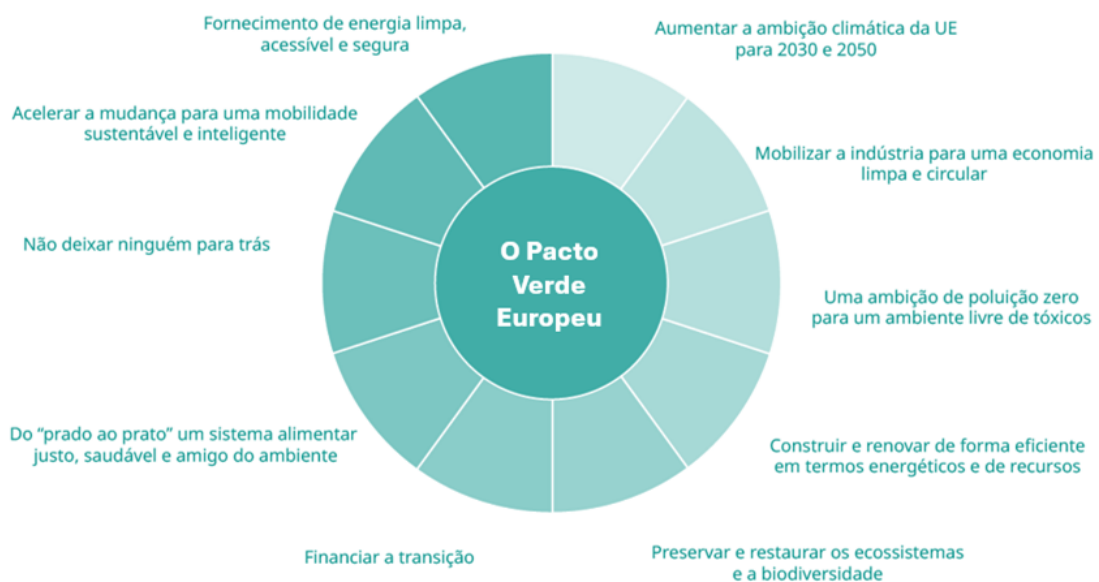 Fornecimento de energia limpa,
acessível e segura
Aumentar a ambição climática da UE
para 2030 e 2050
Acelerar a mudança para uma mobilidade
sustentável e inteligente
Mobilizar a indústria para uma economia
limpa e circular
Não deixar ninguém para trás
O Pacto
Verde
Europeu
Uma ambição de poluição zero
para um ambiente livre de tóxicos
Do “prado ao prato” um sistema alimentar
justo, saudável e amigo do ambiente
Construir e renovar de forma eficiente
em termos energéticos e de recursos
Financiar a transição
Preservar e restaurar os ecossistemas
e a biodiversidade